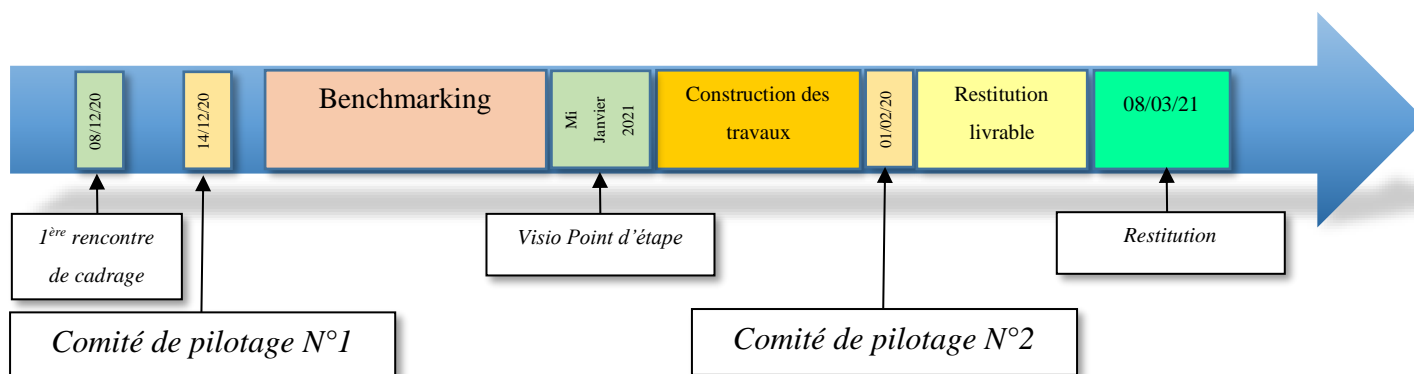 08/12/20
14/12/20
Benchmarking
Mi
Janvier
2021
Construction des
travaux
01/02/20
Restitution
livrable
08/03/21
1ère rencontre
de cadrage
Visio Point d’étape
Restitution
Comité de pilotage N°1
Comité de pilotage N°2